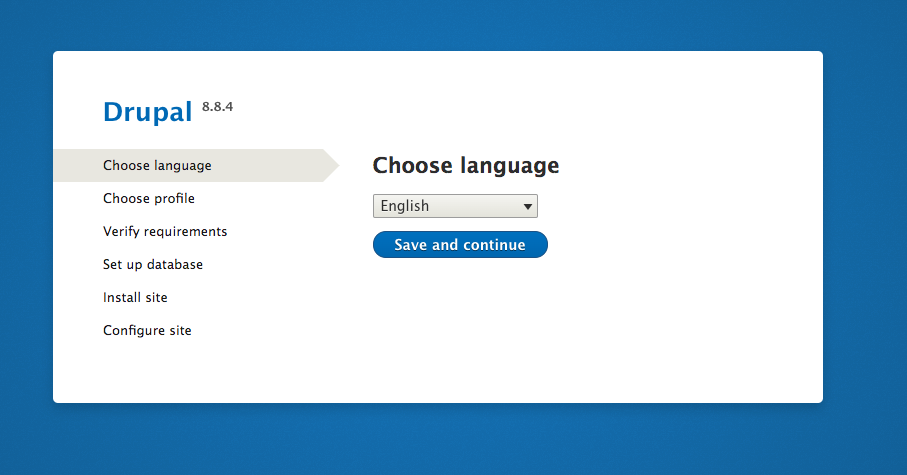 Drupal 8.8.4
Choose language
Choose profile
Verify requirements
Set up database
Install site
Configure site
Choose language
English
Save and continue